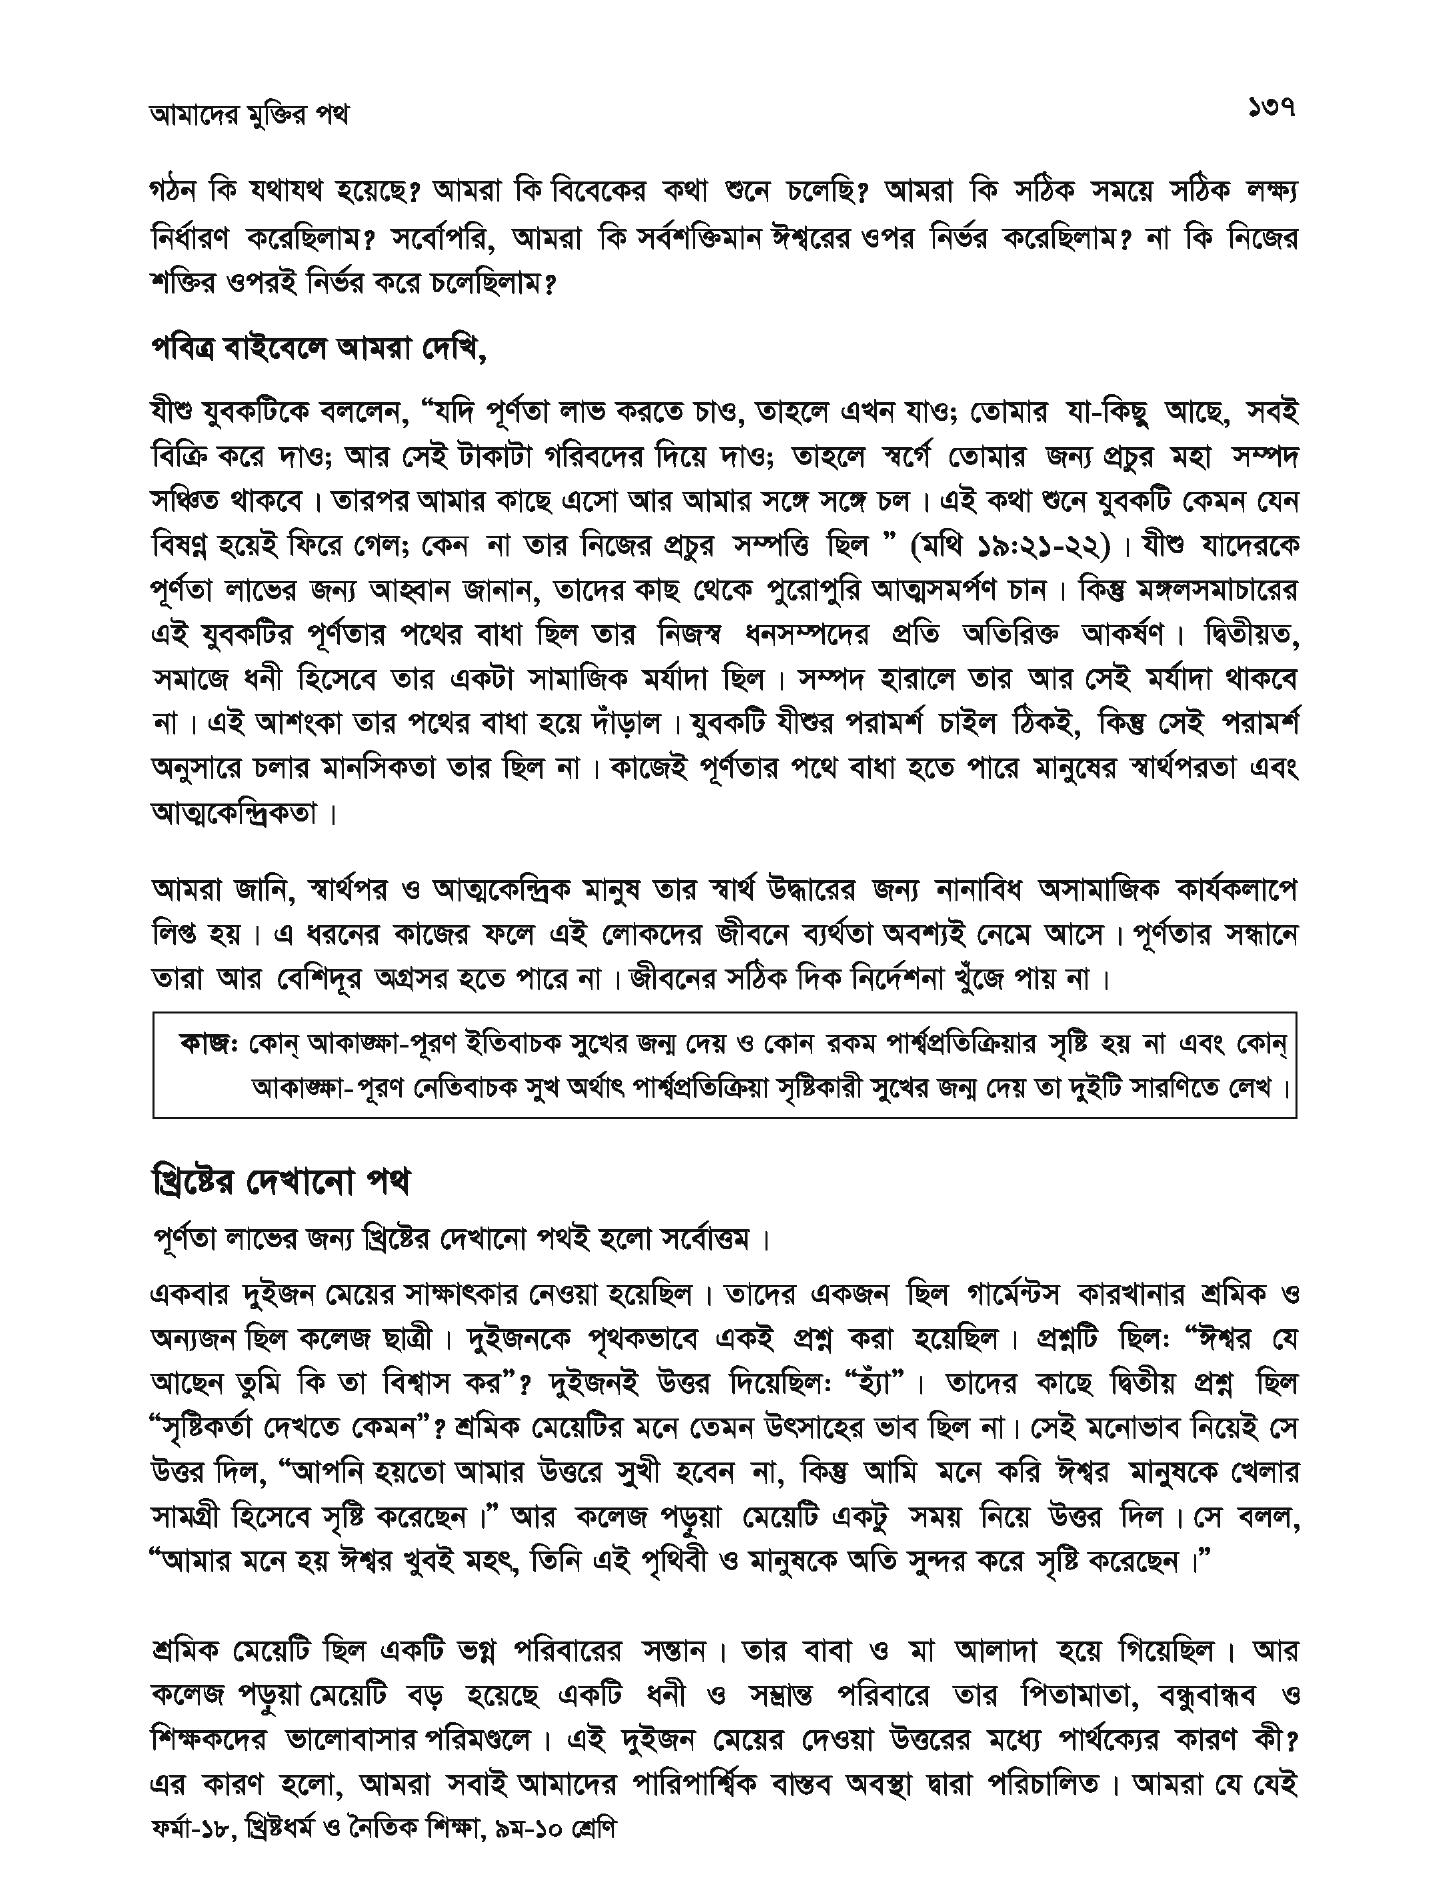 আমাদের মুক্তির পথ
১৩৭
গঠন কি যথাযথ হয়েছে? আমরা কি বিবেকের কথা শুনে চলেছি? আমরা কি সঠিক সময়ে সঠিক লক্ষ্য
নির্ধারণ করেছিলাম? সর্বোপরি, আমরা কি সর্বশক্তিমান ঈশ্বরের ওপর নির্ভর করেছিলাম? না কি নিজের
শক্তির ওপরই নির্ভর করে চলেছিলাম?
পবিত্র বাইবেলে আমরা দেখি,
যীশু যুবকটিকে বললেন, “যদি পূর্ণতা লাভ করতে চাও, তাহলে এখন যাও; তোমার যা-কিছু আছে, সবই
বিক্রি করে দাও; আর সেই টাকাটা গরিবদের দিয়ে দাও; তাহলে স্বর্গে তোমার জন্য প্রচুর মহা সম্পদ
সঞ্চিত থাকবে । তারপর আমার কাছে এসো আর আমার সঙ্গে সঙ্গে চল । এই কথা শুনে যুবকটি কেমন যেন
বিষণ্ণ হয়েই ফিরে গেল; কেন না তার নিজের প্রচুর সম্পত্তি ছিল ” (মথি ১৯:২১-২২) । যীশু যাদেরকে
পূর্ণতা লাভের জন্য আহ্বান জানান, তাদের কাছ থেকে পুরোপুরি আত্মসমর্পণ চান । কিন্তু মঙ্গলসমাচারের
এই যুবকটির পূর্ণতার পথের বাধা ছিল তার নিজস্ব ধনসম্পদের প্রতি অতিরিক্ত আকর্ষণ । দ্বিতীয়ত,
সমাজে ধনী হিসেবে তার একটা সামাজিক মর্যাদা ছিল । সম্পদ হারালে তার আর সেই মর্যাদা থাকবে
না । এই আশংকা তার পথের বাধা হয়ে দাঁড়াল । যুবকটি যীশুর পরামর্শ চাইল ঠিকই, কিন্তু সেই পরামর্শ
অনুসারে চলার মানসিকতা তার ছিল না । কাজেই পূর্ণতার পথে বাধা হতে পারে মানুষের স্বার্থপরতা এবং
আত্মকেন্দ্রিকতা ।
আমরা জানি, স্বার্থপর ও আত্মকেন্দ্রিক মানুষ তার স্বার্থ উদ্ধারের জন্য নানাবিধ অসামাজিক কার্যকলাপে
লিপ্ত হয় । এ ধরনের কাজের ফলে এই লোকদের জীবনে ব্যর্থতা অবশ্যই নেমে আসে । পূর্ণতার সন্ধানে
তারা আর বেশিদূর অগ্রসর হতে পারে না । জীবনের সঠিক দিক নির্দেশনা খুঁজে পায় না ।
কাজ: কোন্ আকাঙ্ক্ষা-পূরণ ইতিবাচক সুখের জন্ম দেয় ও কোন রকম পার্শ্বপ্রতিক্রিয়ার সৃষ্টি হয় না এবং কোন্
আকাঙ্ক্ষা-পূরণ নেতিবাচক সুখ অর্থাৎ পার্শ্বপ্রতিক্রিয়া সৃষ্টিকারী সুখের জন্ম দেয় তা দুইটি সারণিতে লেখ ।
খ্রিষ্টের দেখানো পথ
পূর্ণতা লাভের জন্য খ্রিষ্টের দেখানো পথই হলো সর্বোত্তম ।
একবার দুইজন মেয়ের সাক্ষাৎকার নেওয়া হয়েছিল । তাদের একজন ছিল গার্মেন্টস কারখানার শ্রমিক ও
অন্যজন ছিল কলেজ ছাত্রী । দুইজনকে পৃথকভাবে একই প্রশ্ন করা হয়েছিল । প্রশ্নটি ছিল: “ঈশ্বর যে
আছেন তুমি কি তা বিশ্বাস কর”? দুইজনই উত্তর দিয়েছিল: “হ্যাঁ” । তাদের কাছে দ্বিতীয় প্রশ্ন ছিল
“সৃষ্টিকর্তা দেখতে কেমন”? শ্রমিক মেয়েটির মনে তেমন উৎসাহের ভাব ছিল না। সেই মনোভাব নিয়েই সে
উত্তর দিল, “আপনি হয়তো আমার উত্তরে সুখী হবেন না, কিন্তু আমি মনে করি ঈশ্বর মানুষকে খেলার
সামগ্রী হিসেবে সৃষ্টি করেছেন ।” আর কলেজ পড়ুয়া মেয়েটি একটু সময় নিয়ে উত্তর দিল । সে বলল,
“আমার মনে হয় ঈশ্বর খুবই মহৎ, তিনি এই পৃথিবী ও মানুষকে অতি সুন্দর করে সৃষ্টি করেছেন ।”
শ্রমিক মেয়েটি ছিল একটি ভগ্ন পরিবারের সন্তান । তার বাবা ও মা আলাদা হয়ে গিয়েছিল । আর
কলেজ পড়ুয়া মেয়েটি বড় হয়েছে একটি ধনী ও সম্ভ্রান্ত পরিবারে তার পিতামাতা, বন্ধুবান্ধব ও
শিক্ষকদের ভালোবাসার পরিমণ্ডলে । এই দুইজন মেয়ের দেওয়া উত্তরের মধ্যে পার্থক্যের কারণ কী?
এর কারণ হলো, আমরা সবাই আমাদের পারিপার্শ্বিক বাস্তব অবস্থা দ্বারা পরিচালিত । আমরা যে যেই
ফর্মা-১৮, খ্রিষ্টধর্ম ও নৈতিক শিক্ষা, ৯ম-১০ শ্রেণি